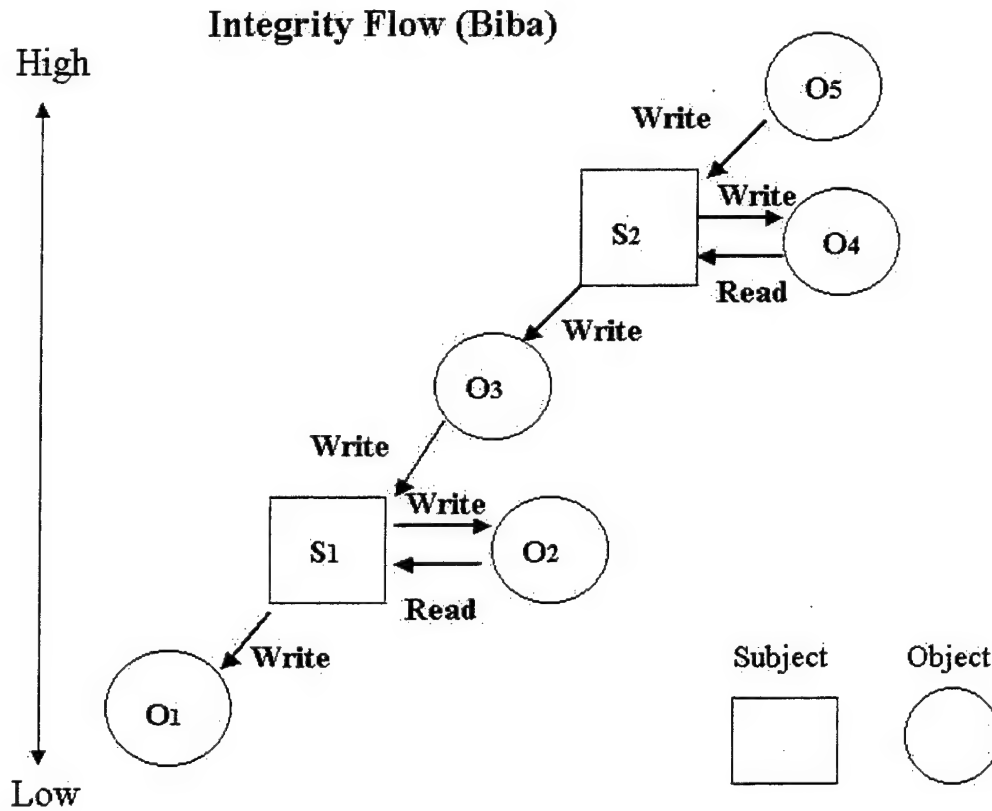 Integrity Flow (Biba)
High
O5
Write
Write
S2
O4
Read
Write
O3
Write
Write
S1
O2
Read
Write
Subject
Object
O1
Low